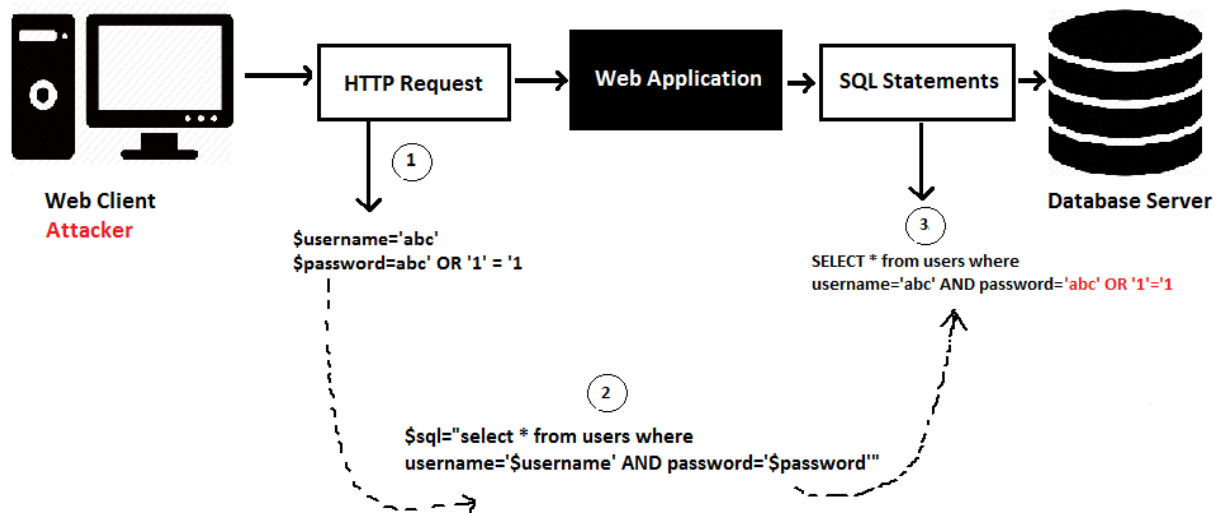 HTTP Request
Web Application
SQL Statements
1
Web Client
Attacker
Database Server
$username='abc'
$password=abc' OR '1' = '1
3
SELECT * from users where
username='abc' AND password='abc' OR '1'='1
2
$sql="select * from users where
username='$username' AND password='$password'"